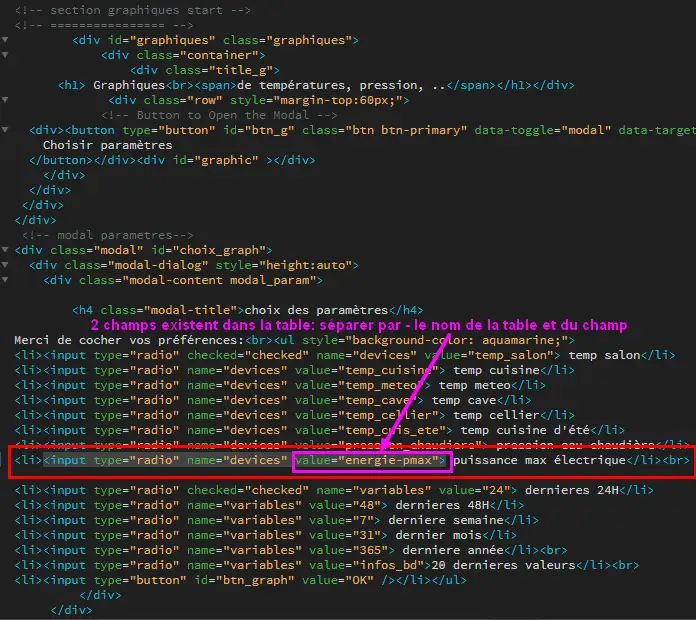 <!-- section graphiques start -->
<!-- ================ -->
<div id="graphiques" class="graphiques">
<div class="container">
<div class="title_g">
<h1> Graphiques<br><span>de températures, pression, ..</span></h1></div>
<div class="row" style="margin-top:60px;">
<!-- Button to Open the Modal -->
<div><button type="button" id="btn_g" class="btn btn-primary" data-toggle="modal" data-target
Choisir paramètres
</button></div><div id="graphic" ></div>
</div>
</div>
</div>
</div>
<!-- modal parametres-->
<div class="modal" id="choix_graph">
<div class="modal-dialog" style="height:auto">
<div class="modal-content modal_param">
<h4 class="modal-title">choix des paramètres</h4>
2 champs existent dans la table: séparer par - le nom de la table et du champ
Merci de cocher vos préférences:<br><ul style="background-color: aquamarine;">
<li><input type="radio" checked="checked" name="devices" value="temp_salon"> temp salon</li>
<li><input type="radio" name="devices" value="temp_cuisine"> temp cuisine</li>
<li><input type="radio" name="devices" value="temp_meteo"> temp meteo</li>
<li><input type="radio" name="devices" value="temp_cave"> temp cave</li>
<li><input type="radio" name="devices" value="temp_cellier"> temp cellier</li>
<li><input type="radio" name="devices" value="temp_cuis_ete"> temp cuisine d'été</li>
<li><input type="radio" name="devices" value="pression_chaudiere"> pression eau chaudière</li>
<li><input type="radio" name="devices" value="energie-pmax"> puissance max électrique</li><br>
<li><input type="radio" checked="checked" name="variables" value="24"> dernieres 24H</li>
<li><input type="radio" name="variables" value="48"> dernieres 48H</li>
<li><input type="radio" name="variables" value="7"> derniere semaine</li>
<li><input type="radio" name="variables" value="31"> dernier mois</li>
<li><input type="radio" name="variables" value="365"> derniere année</li><br>
<li><input type="radio" name="variables" value="infos_bd">20 dernieres valeurs</li><br>
<li><input type="button" id="btn_graph" value="OK" /></li></ul>
</div>
</div>